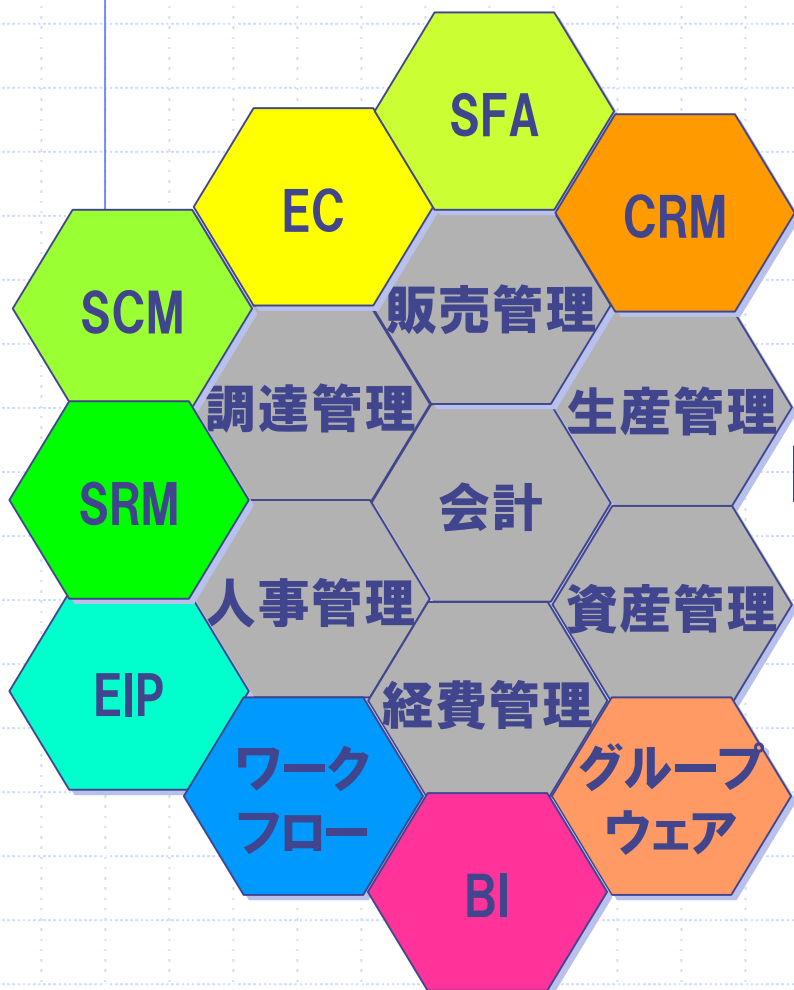 SFA
EC
CRM
SCM
販売管理
調達管理
生産管理
SRM
会計
人事管理
資産管理
EIP
経費管理
ワーク
フロー
グループ
ウェア
BI